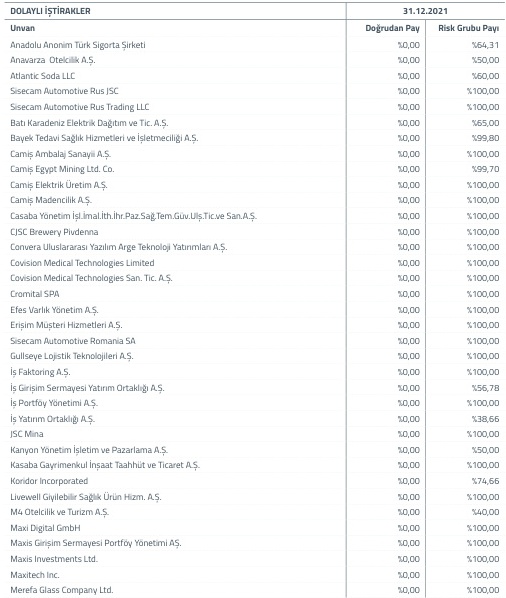 DOLAYLI İŞTİRAKLER 31.12.2021
Unvan Doğrudan Pay Risk Grubu Payı
Anadolu Anonim Türk Sigorta Şirketi %0,00 %64,31
Anavarza Otelcilik A.Ş. %0,00 %50,00
Atlantic Soda LLC %0,00 %60,00
Sisecam Automotive Rus JSC %0,00 %100,00
Sisecam Automotive Rus Trading LLC %0,00 %100,00
Batı Karadeniz Elektrik Dağıtım ve Tic. A.Ş. %0,00 %65,00
Bayek Tedavi Sağlık Hizmetleri ve İşletmeciliği A.Ş. %0,00 %99,80
Camiş Ambalaj Sanayii A.Ş. %0,00 %100,00
Camiş Egypt Mining Ltd. Co. %0,00 %99,70
Camiş Elektrik Üretim A.Ş. %0,00 %100,00
Camiş Madencilik A.Ş. %0,00 %100,00
Casaba Yönetim İşl.İmal.İth.İhr.Paz.Sağ.Tem.Güv.Ulş.Tic.ve San.A.Ş. %0,00 %100,00
CJSC Brewery Pivdenna %0,00 %100,00
Convera Uluslararası Yazılım Arge Teknoloji Yatırımları A.Ş. %0,00 %100,00
Covision Medical Technologies Limited %0,00 %100,00
Covision Medical Technologies San. Tic. A.Ş. %0,00 %100,00
Cromital SPA %0,00 %100,00
Efes Varlık Yönetim A.Ş. %0,00 %100,00
Erişim Müşteri Hizmetleri A.Ş. %0,00 %100,00
Sisecam Automotive Romania SA %0,00 %100,00
Gullseye Lojistik Teknolojileri A.Ş. %0,00 %100,00
İş Faktoring A.Ş. %0,00 %100,00
İş Girişim Sermayesi Yatırım Ortaklığı A.Ş. %0,00 %56,78
İş Portföy Yönetimi A.Ş. %0,00 %100,00
İş Yatırım Ortaklığı A.Ş. %0,00 %38,66
JSC Mina %0,00 %100,00
Kanyon Yönetim İşletim ve Pazarlama A.Ş. %0,00 %50,00
Kasaba Gayrimenkul İnşaat Taahhüt ve Ticaret A.Ş. %0,00 %100,00
Koridor Incorporated %0,00 %74,66
Livewell Giyilebilir Sağlık Ürün Hizm. A.Ş. %0,00 %100,00
M4 Otelcilik ve Turizm A.Ş. %0,00 %40,00
Maxi Digital GmbH %0,00 %100,00
Maxis Girişim Sermayesi Portföy Yönetimi AŞ. %0,00 %100,00
Maxis Investments Ltd. %0,00 %100,00
Maxitech Inc. %0,00 %100,00
Merefa Glass Company Ltd. %0,00 %100,00